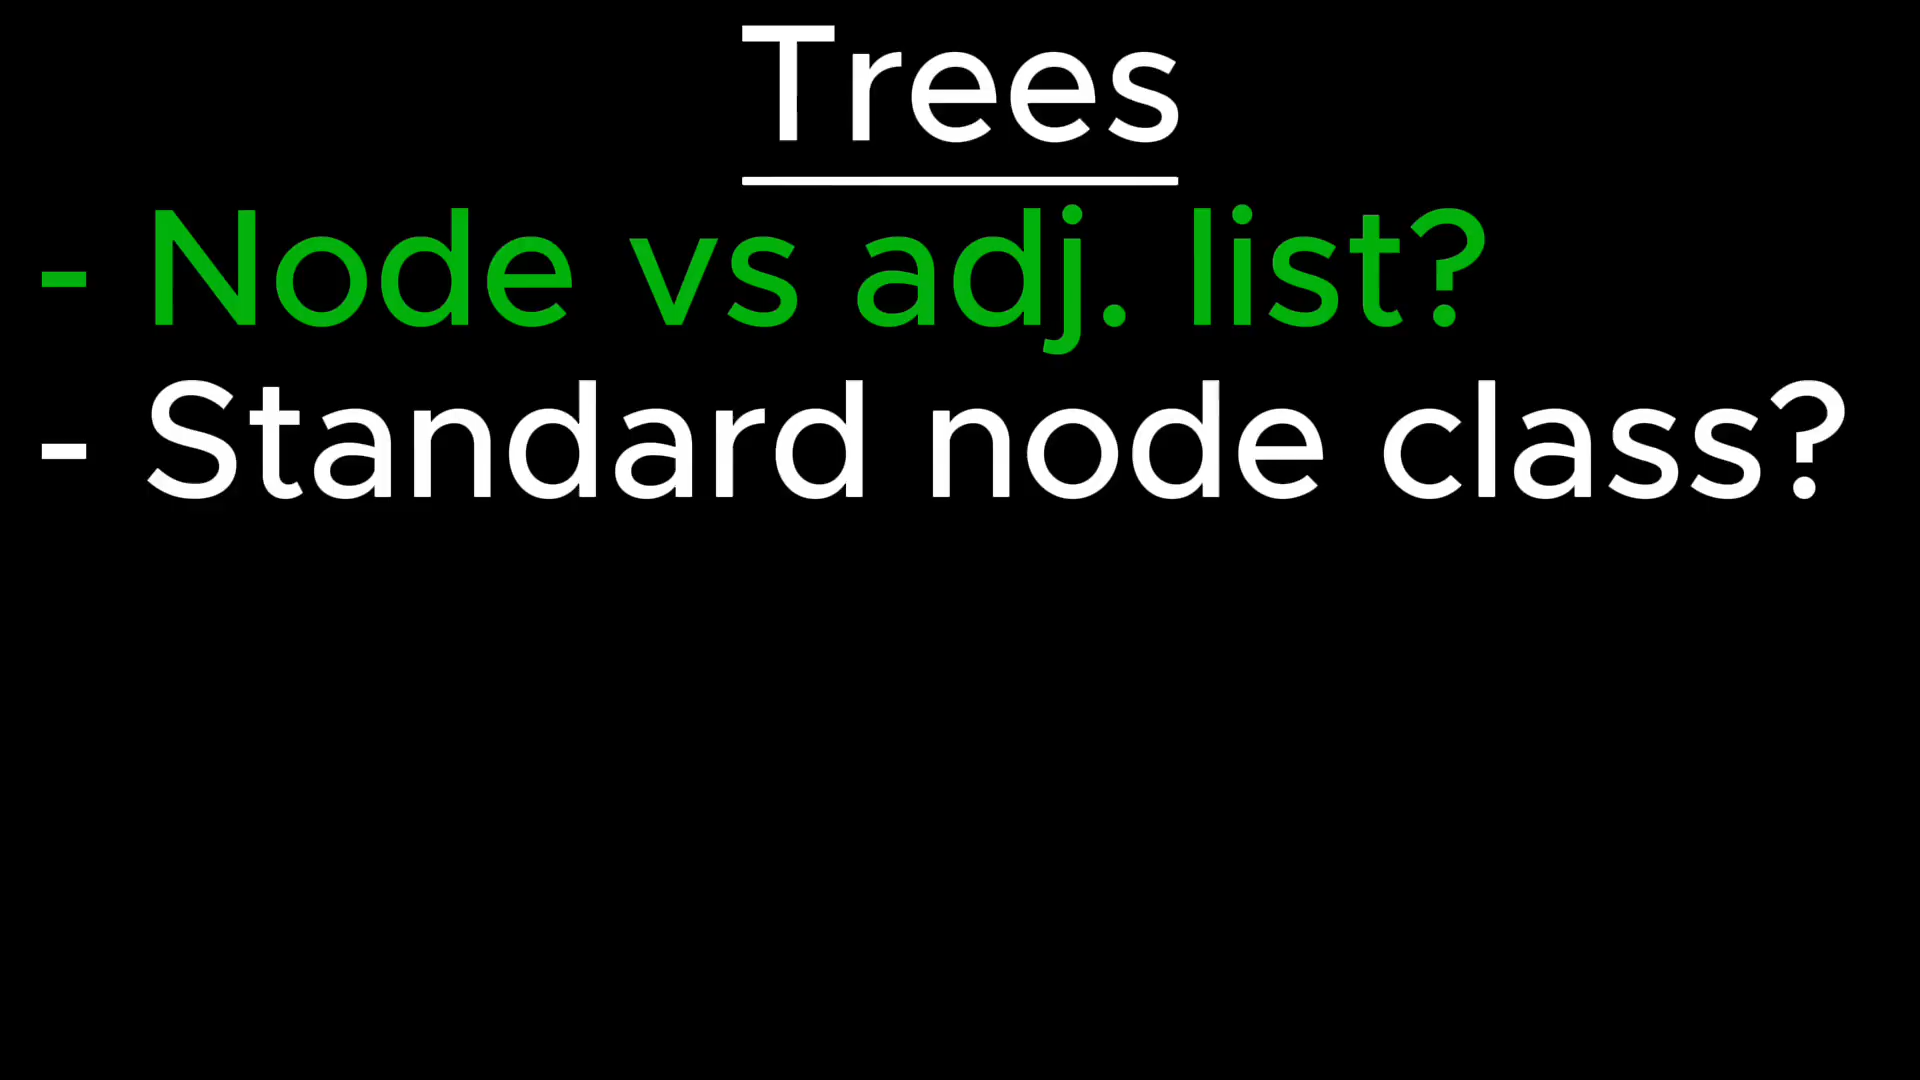 Trees
- Node vs adj. list?
- Standard node class?